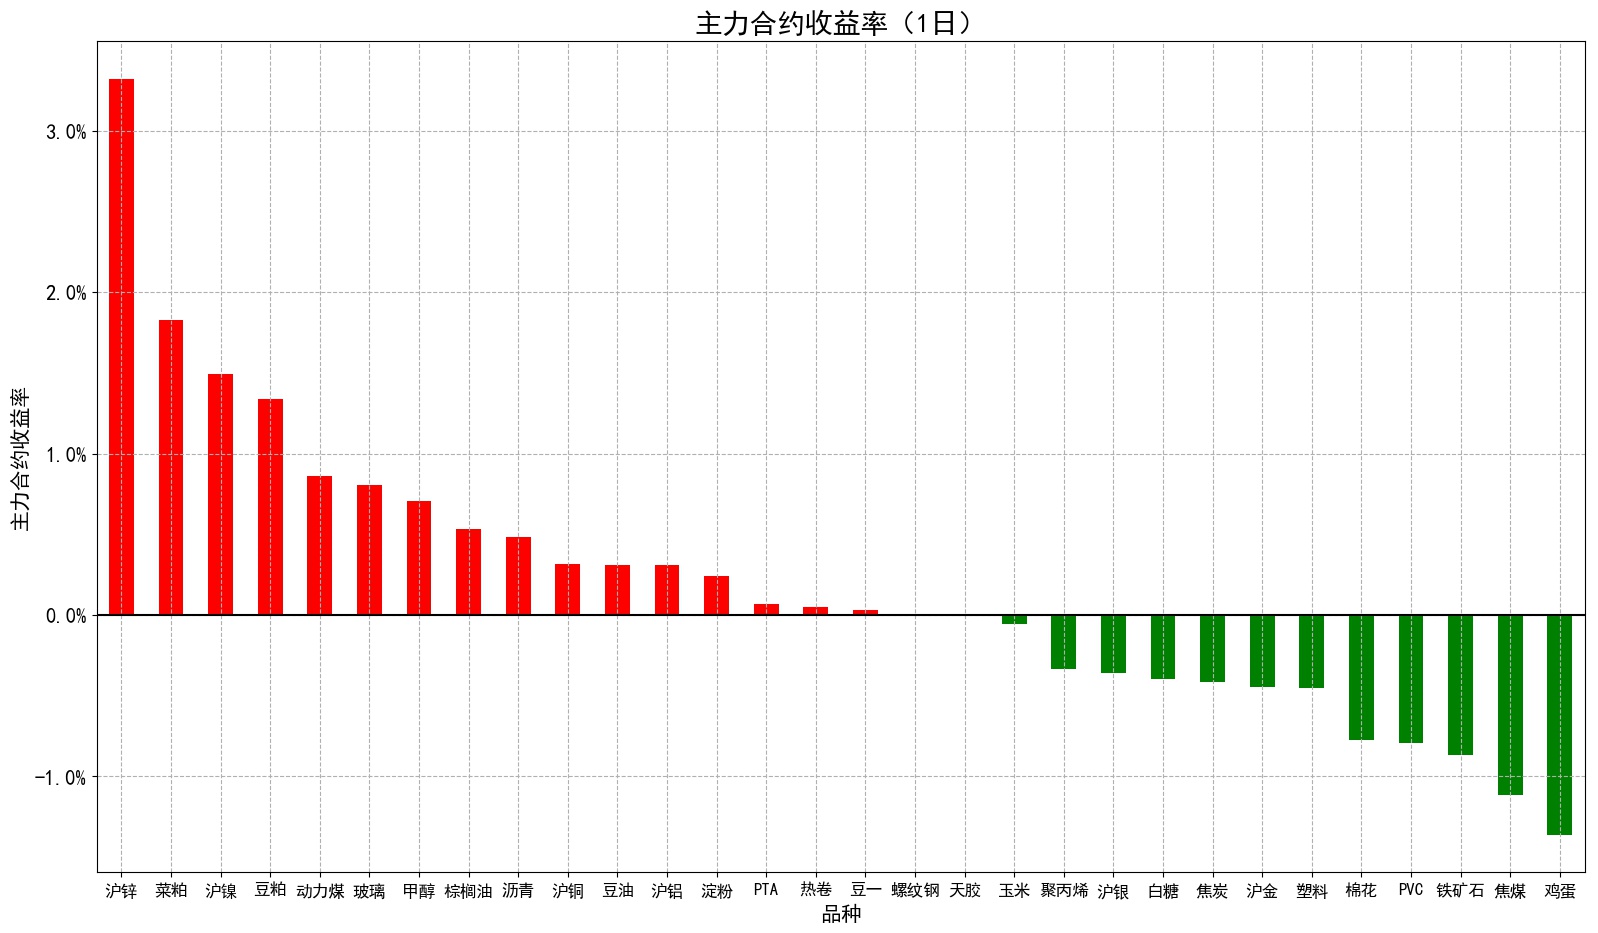 主力合约收益率（1日）
主力合约收益率
3.0%
2.0%
1.0%
0.0%
-1.0%
沪锌 菜粕 沪镍 豆粕 动力煤 玻璃 甲醇 棕榈油 沥青 沪铜 豆油 沪铝 淀粉 PTA 热卷 豆一 螺纹钢 天胶 玉米 聚丙烯 沪银 白糖 焦炭 沪金 塑料 棉花 PVC 铁矿石 焦煤 鸡蛋
品种